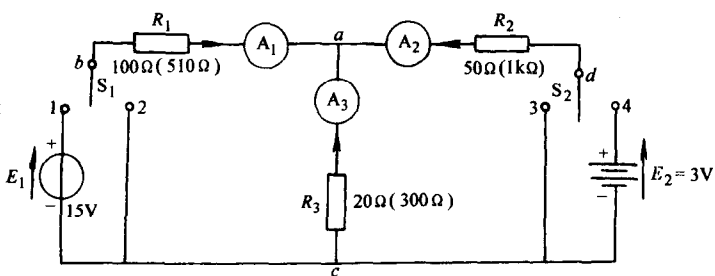 R₁ a R₂
A₁ A₂
b 100Ω(510Ω) 50Ω(1kΩ) d
S₁ S₂
A₃
1 2 3 4
+ +
E₁ R₃ 20Ω(300Ω) E₂ = 3V
− 15V −
c